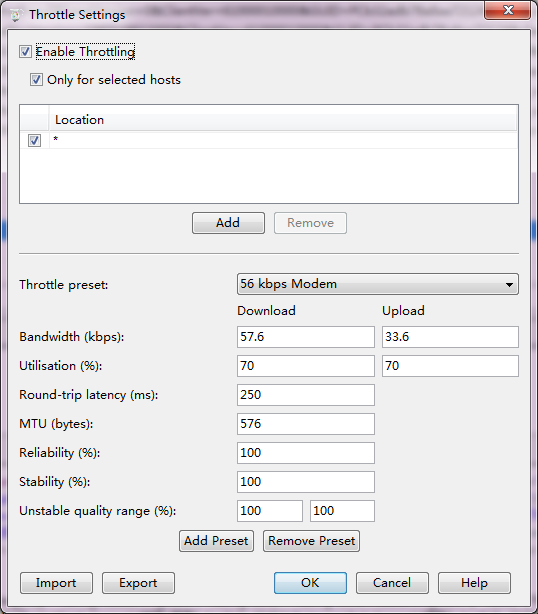 Throttle Settings
Enable Throttling
Only for selected hosts
Location
*
Add Remove
Throttle preset: 56 kbps Modem
Download Upload
Bandwidth (kbps): 57.6 33.6
Utilisation (%): 70 70
Round-trip latency (ms): 250
MTU (bytes): 576
Reliability (%): 100
Stability (%): 100
Unstable quality range (%): 100 100
Add Preset Remove Preset
Import Export OK Cancel Help